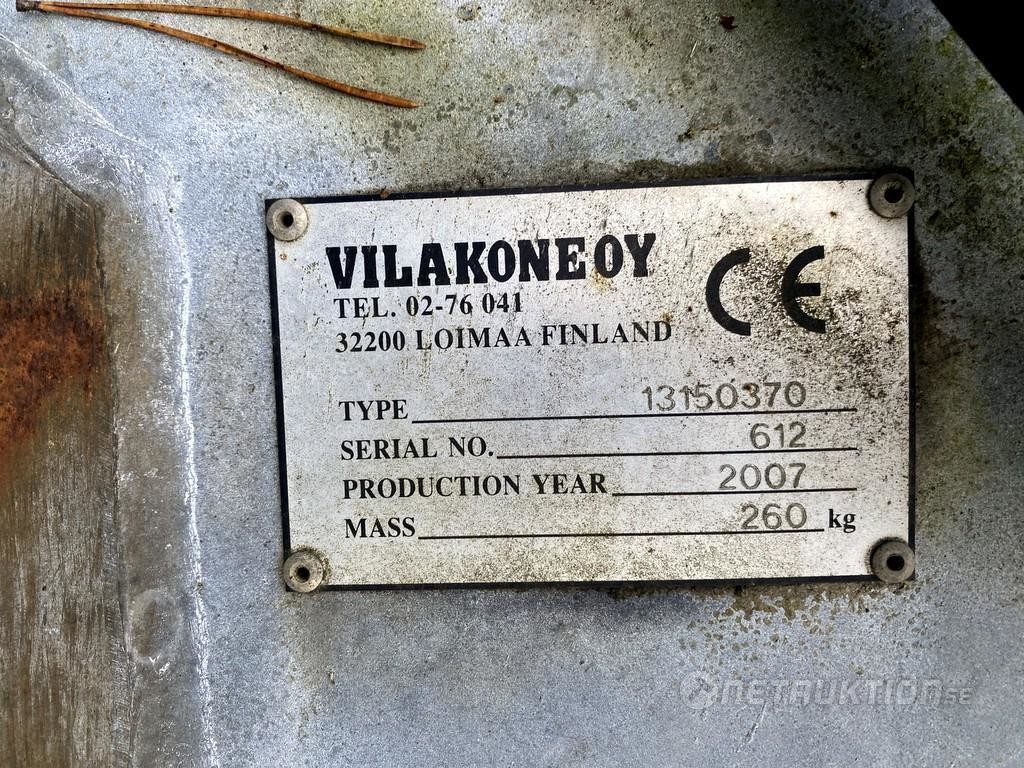 VILAKONE OY
TEL. 02-76 041
32200 LOIMAA FINLAND
CE
TYPE 13150370
SERIAL NO. 612
PRODUCTION YEAR 2007
MASS 260 kg
NETRUKTION.SE